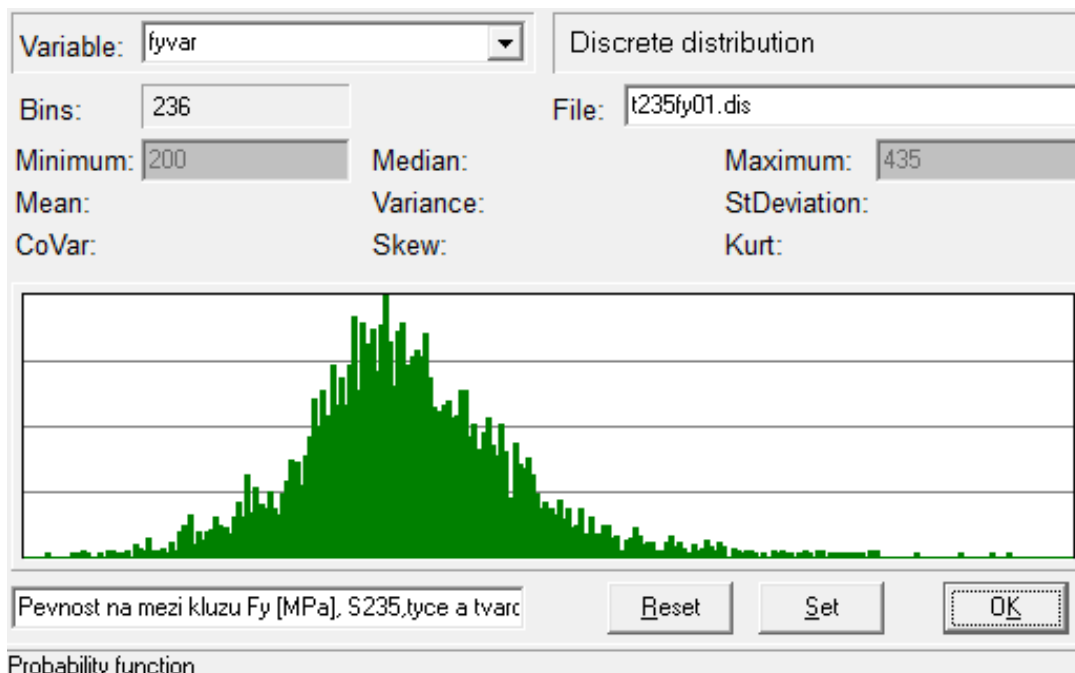 Variable: fyvar Discrete distribution
Bins: 236 File: t235fy01.dis
Minimum: 200 Median: Maximum: 435
Mean: Variance: StDeviation:
CoVar: Skew: Kurt:
Pevnost na mezi kluzu Fy [MPa], S235,tyce a tvarc Reset Set OK
Probability function